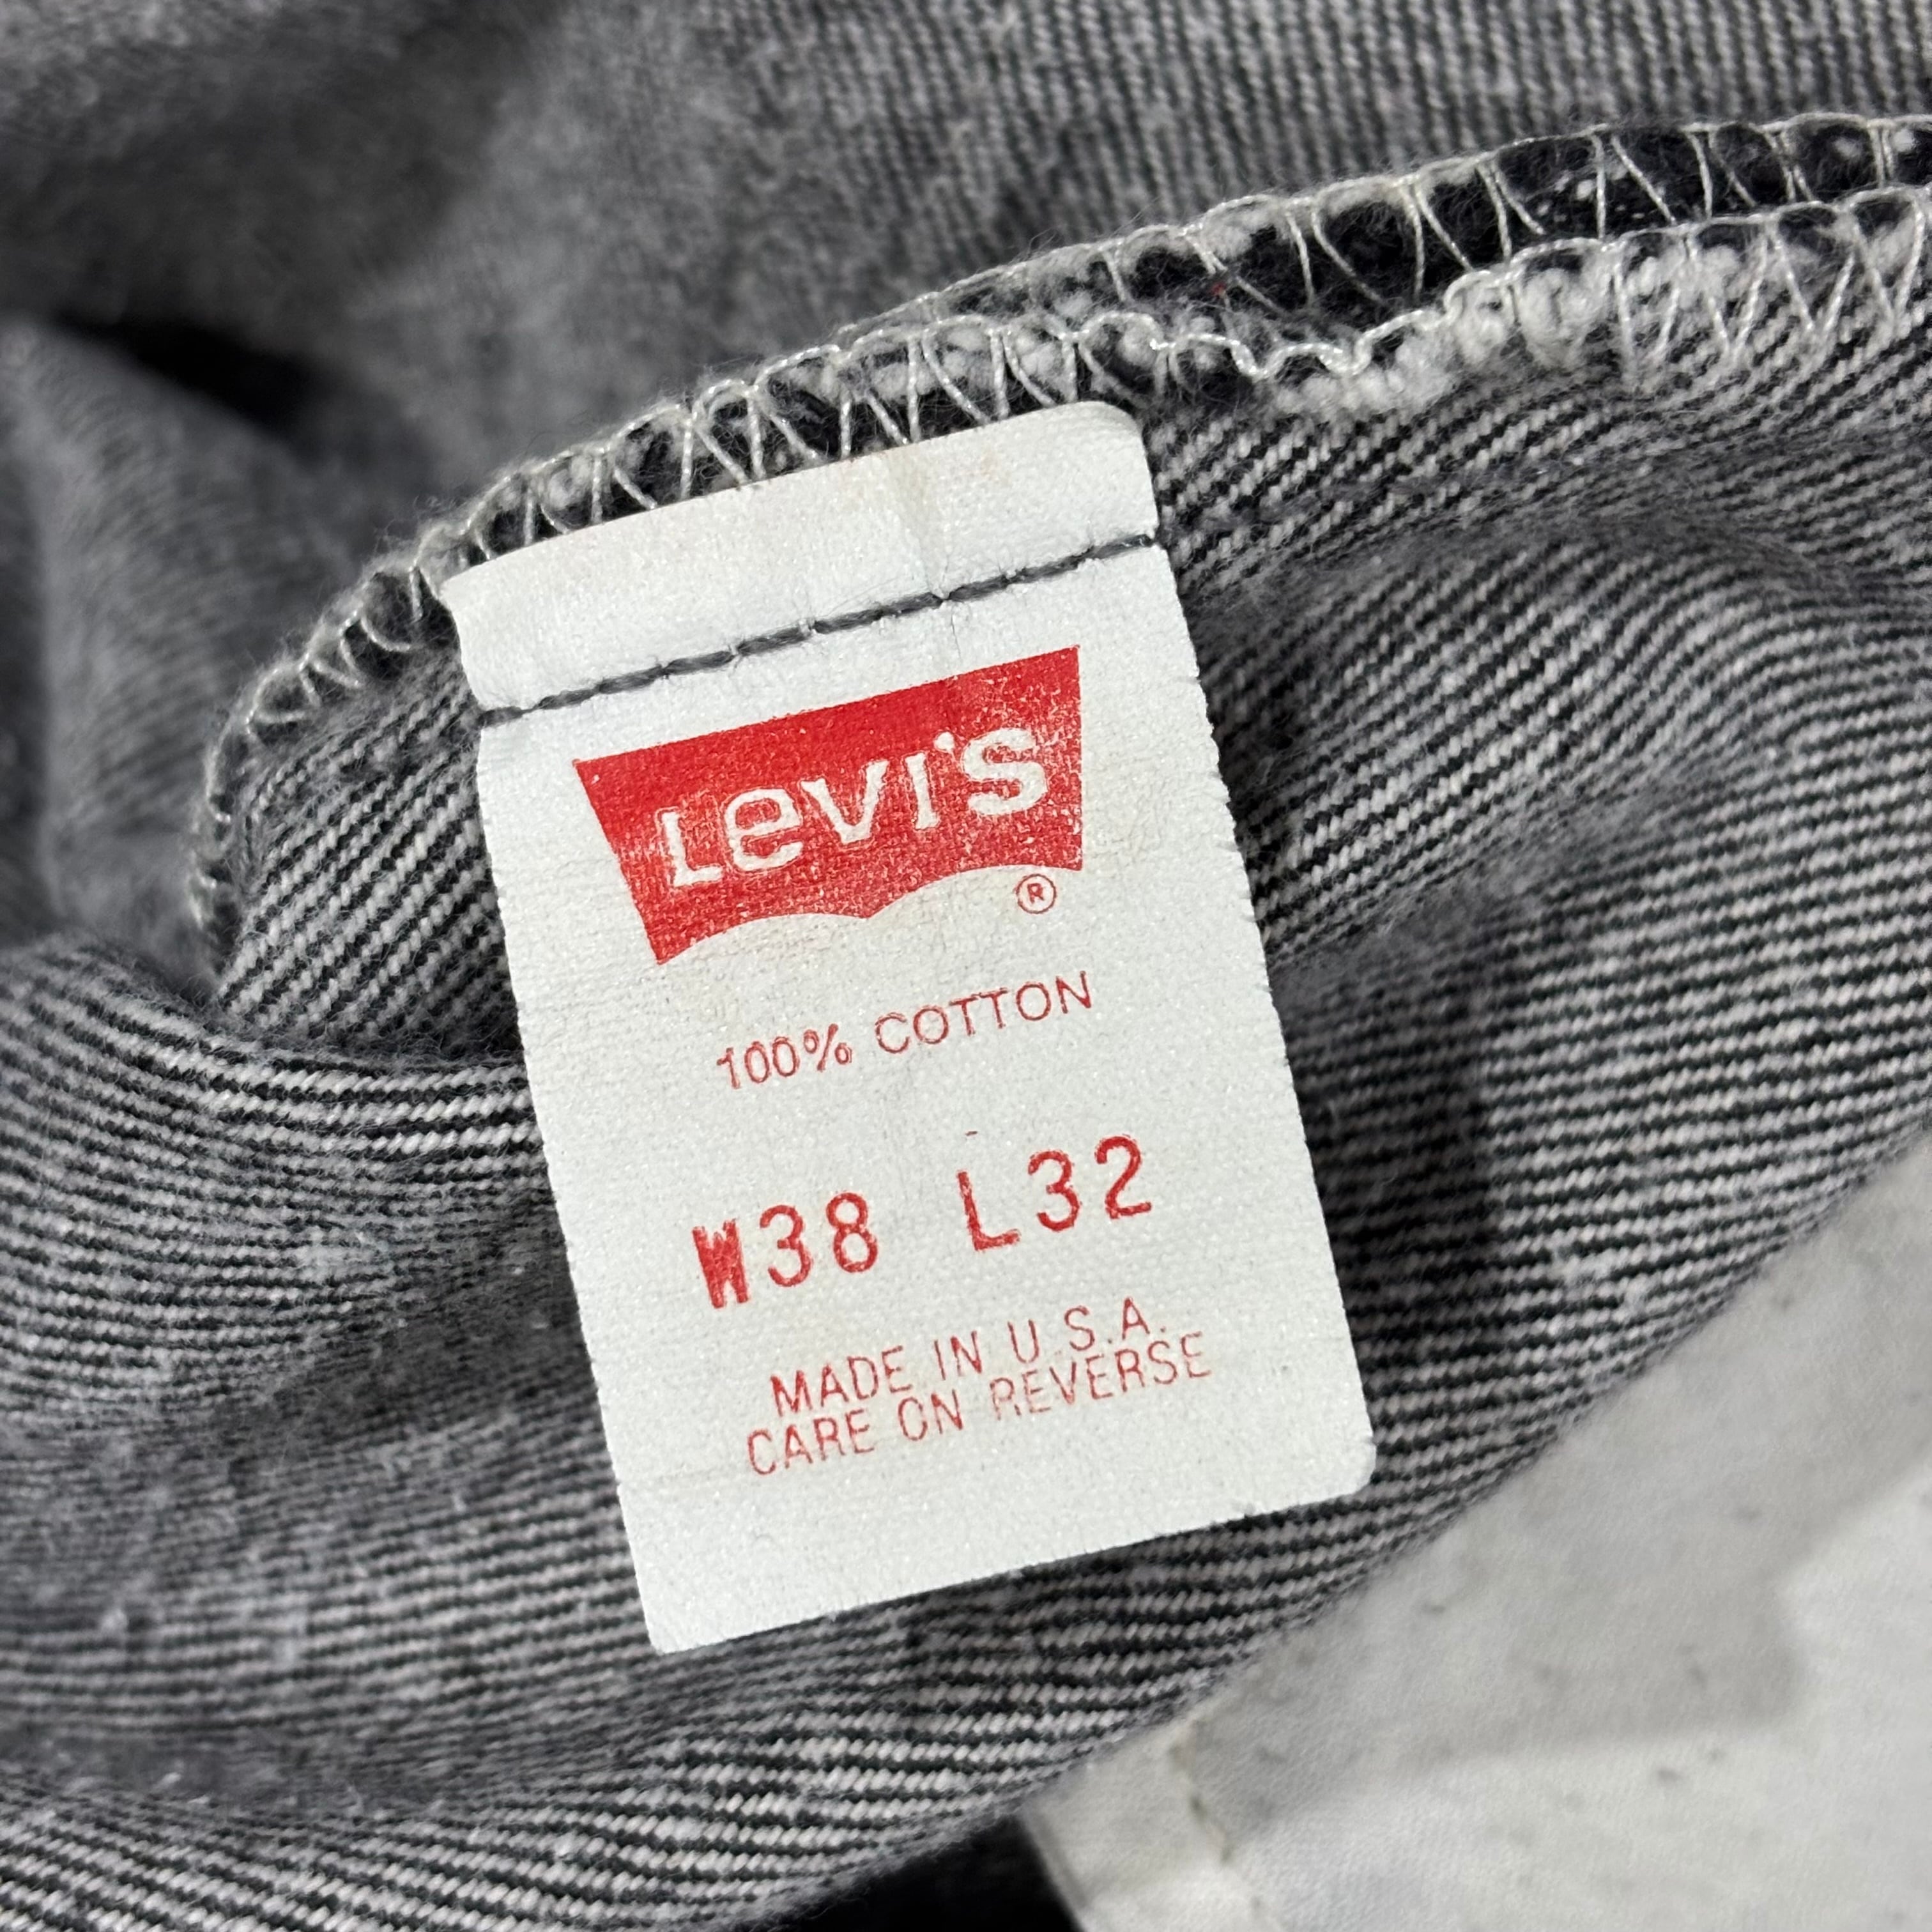 Levi's
®
100% COTTON
W38 L32
MADE IN U.S.A.
CARE ON REVERSE